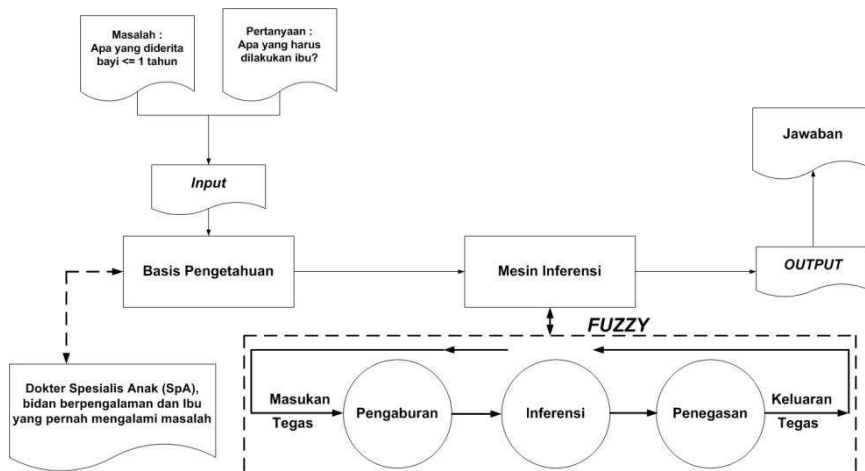 Masalah :
Apa yang diderita
bayi <= 1 tahun
Pertanyaan :
Apa yang harus
dilakukan ibu?
Input
Jawaban
Basis Pengetahuan
Mesin Inferensi
OUTPUT
FUZZY
Dokter Spesialis Anak (SpA),
bidan berpengalaman dan Ibu
yang pernah mengalami masalah
Masukan
Tegas
Pengaburan
Inferensi
Penegasan
Keluaran
Tegas